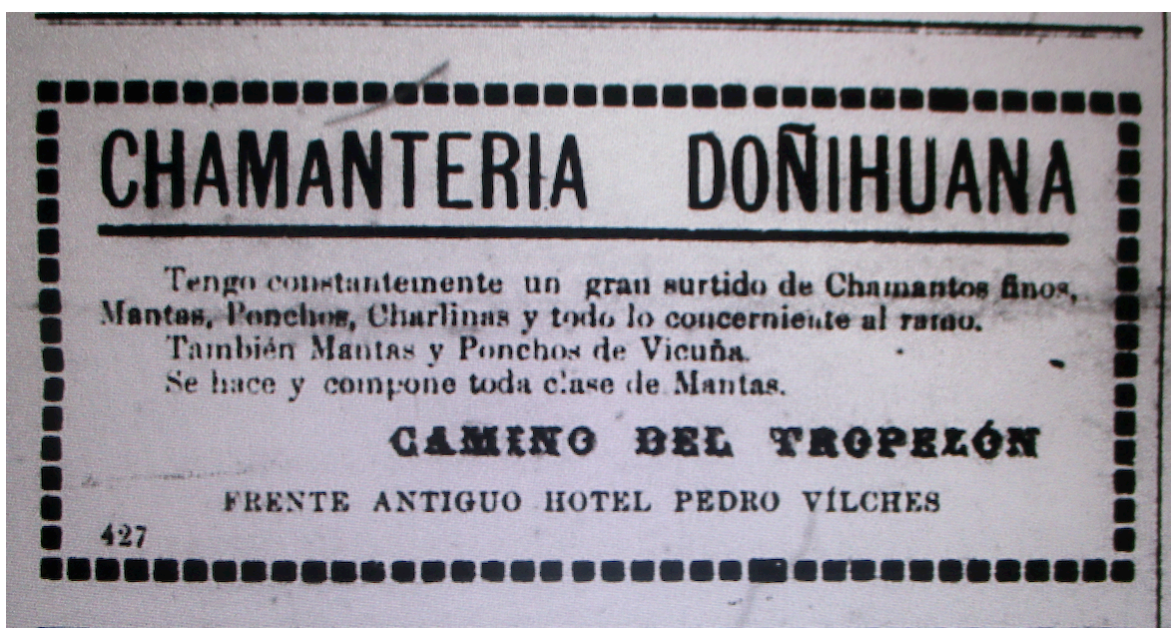 CHAMANTERIA DOÑIHUANA
Tengo constantemente un gran surtido de Chamantos finos,
Mantas, Ponchos, Charlinas y todo lo concerniente al ramo.
También Mantas y Ponchos de Vicuña.
Se hace y compone toda clase de Mantas.
CAMINO DEL TROPELÓN
FRENTE ANTIGUO HOTEL PEDRO VÍLCHES
427